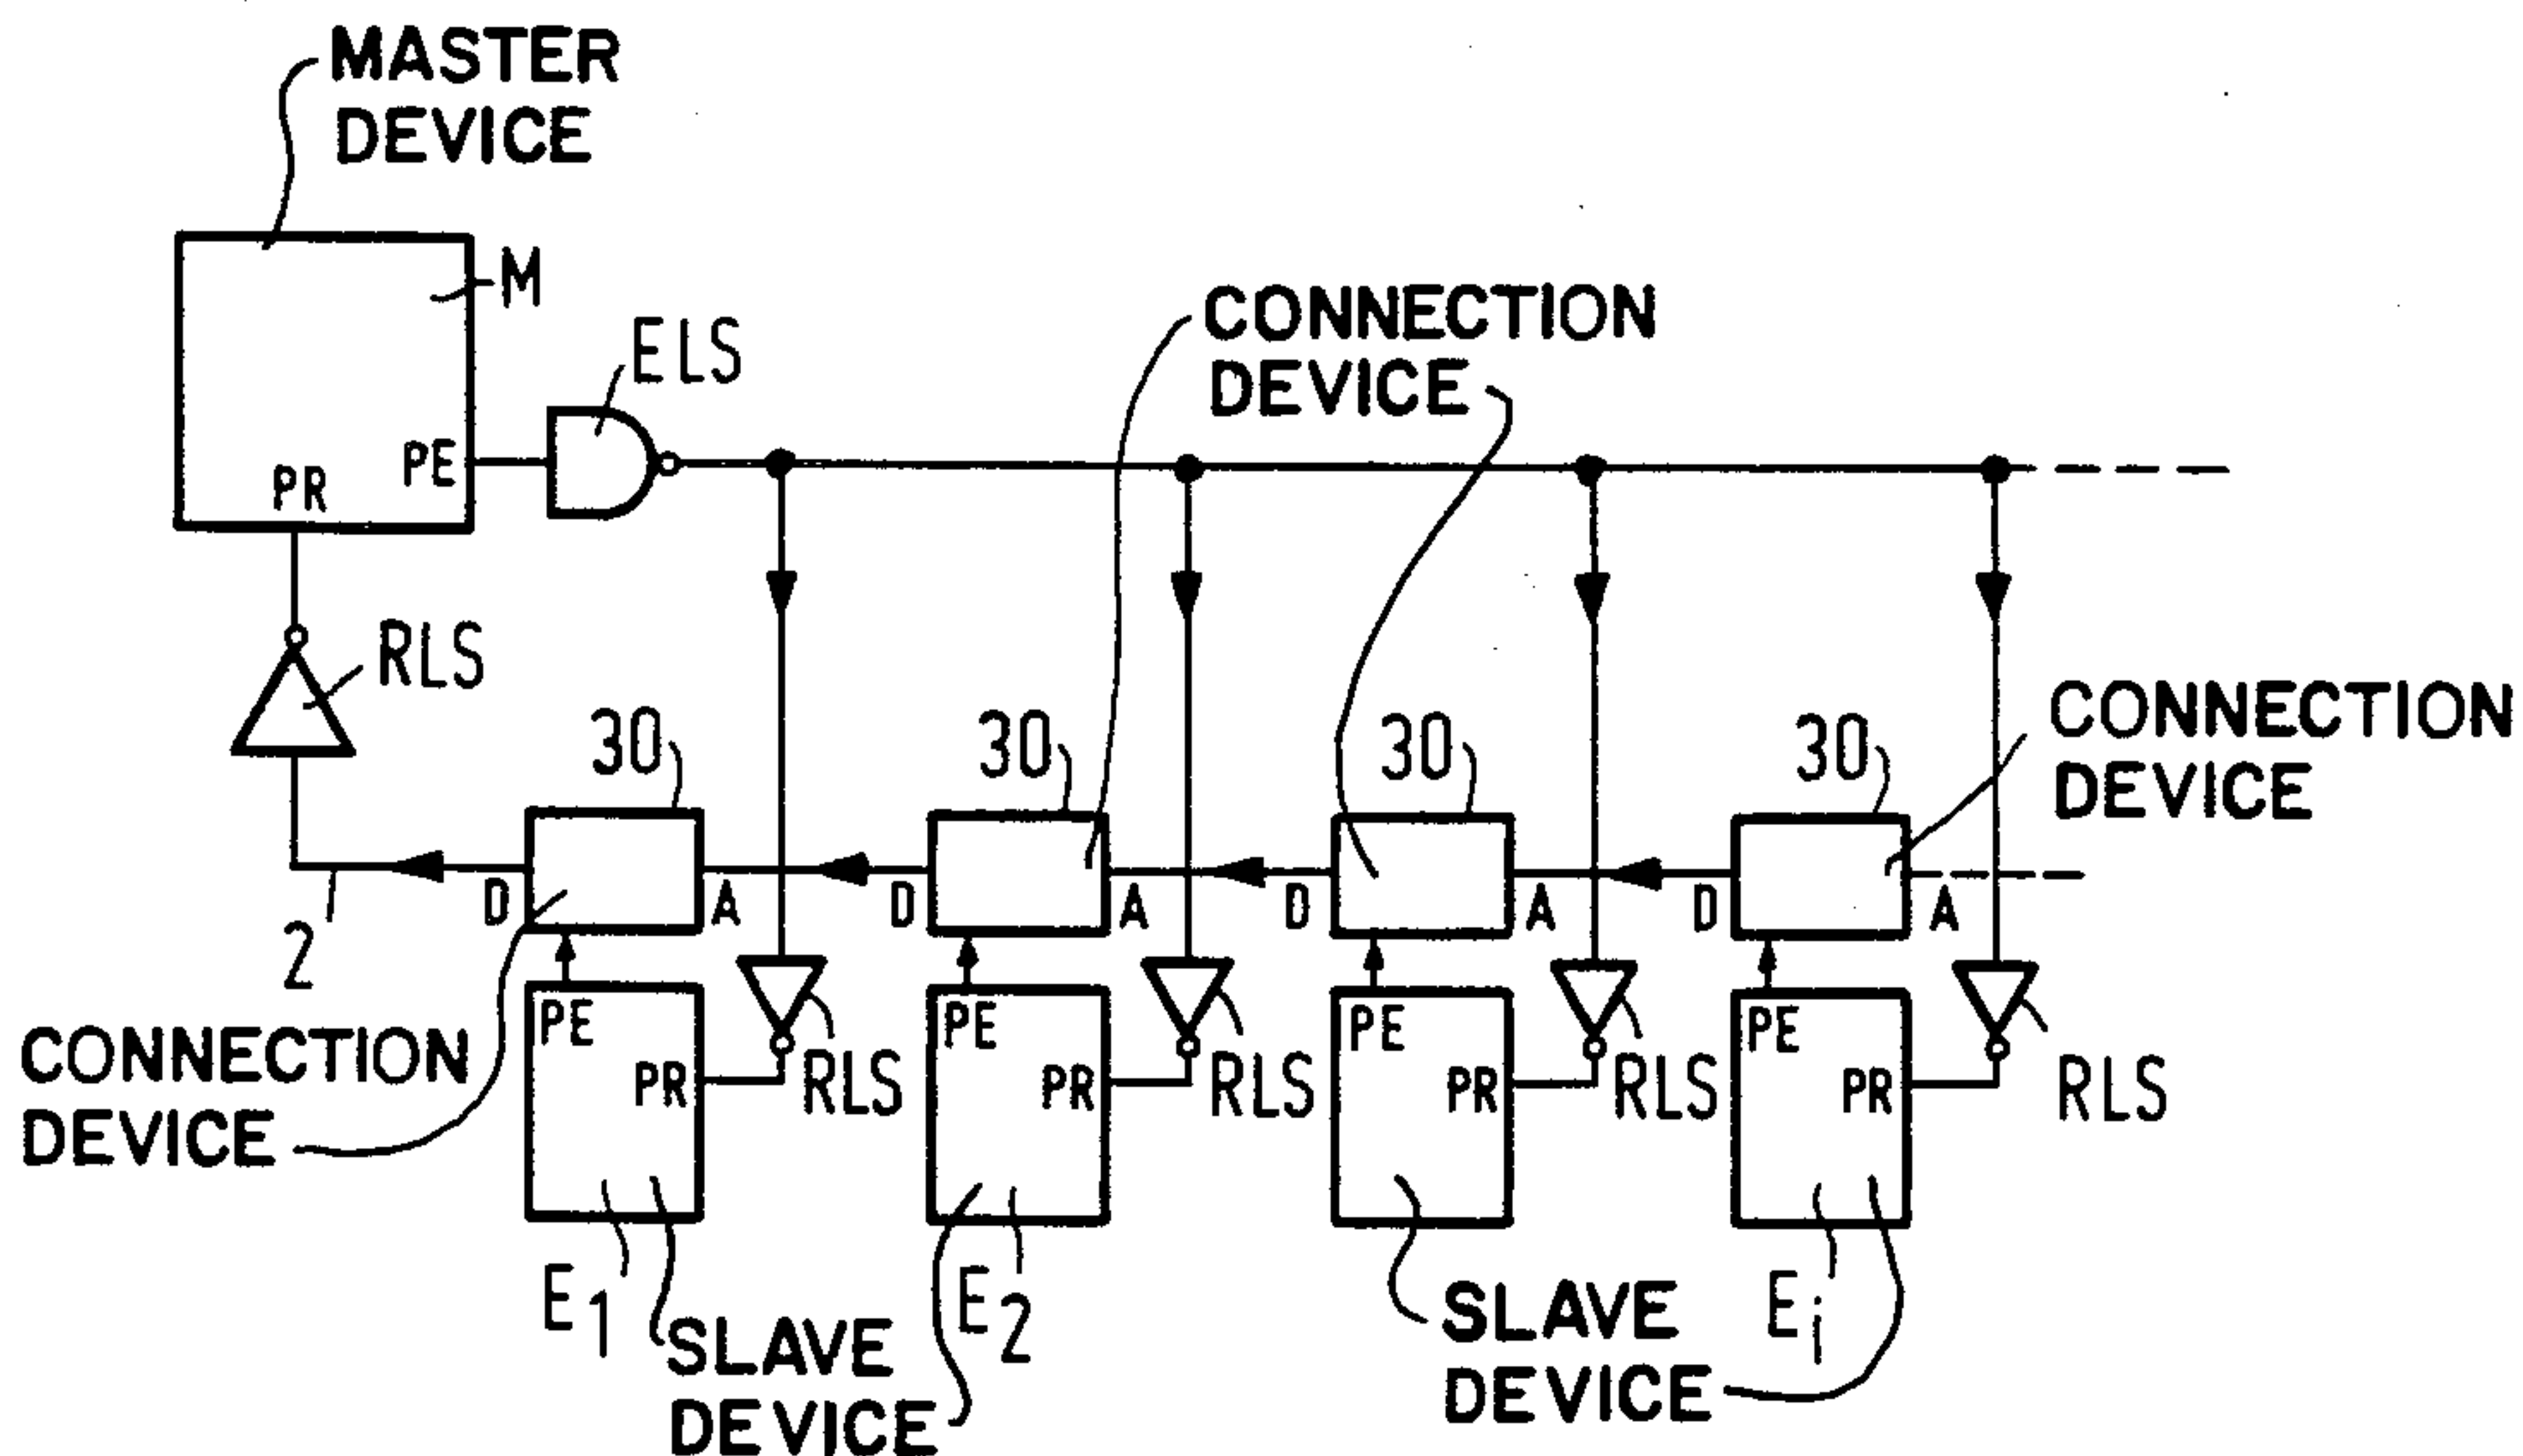 MASTER
DEVICE
M
ELS
CONNECTION
DEVICE
PE
PR
RLS
30
30
30
30
CONNECTION
DEVICE
D
A
D
A
D
A
D
A
2
PE
PE
PE
PE
CONNECTION
DEVICE
PR
RLS
PR
RLS
PR
RLS
PR
RLS
E1
E2
Ei
SLAVE
DEVICE
SLAVE
DEVICE